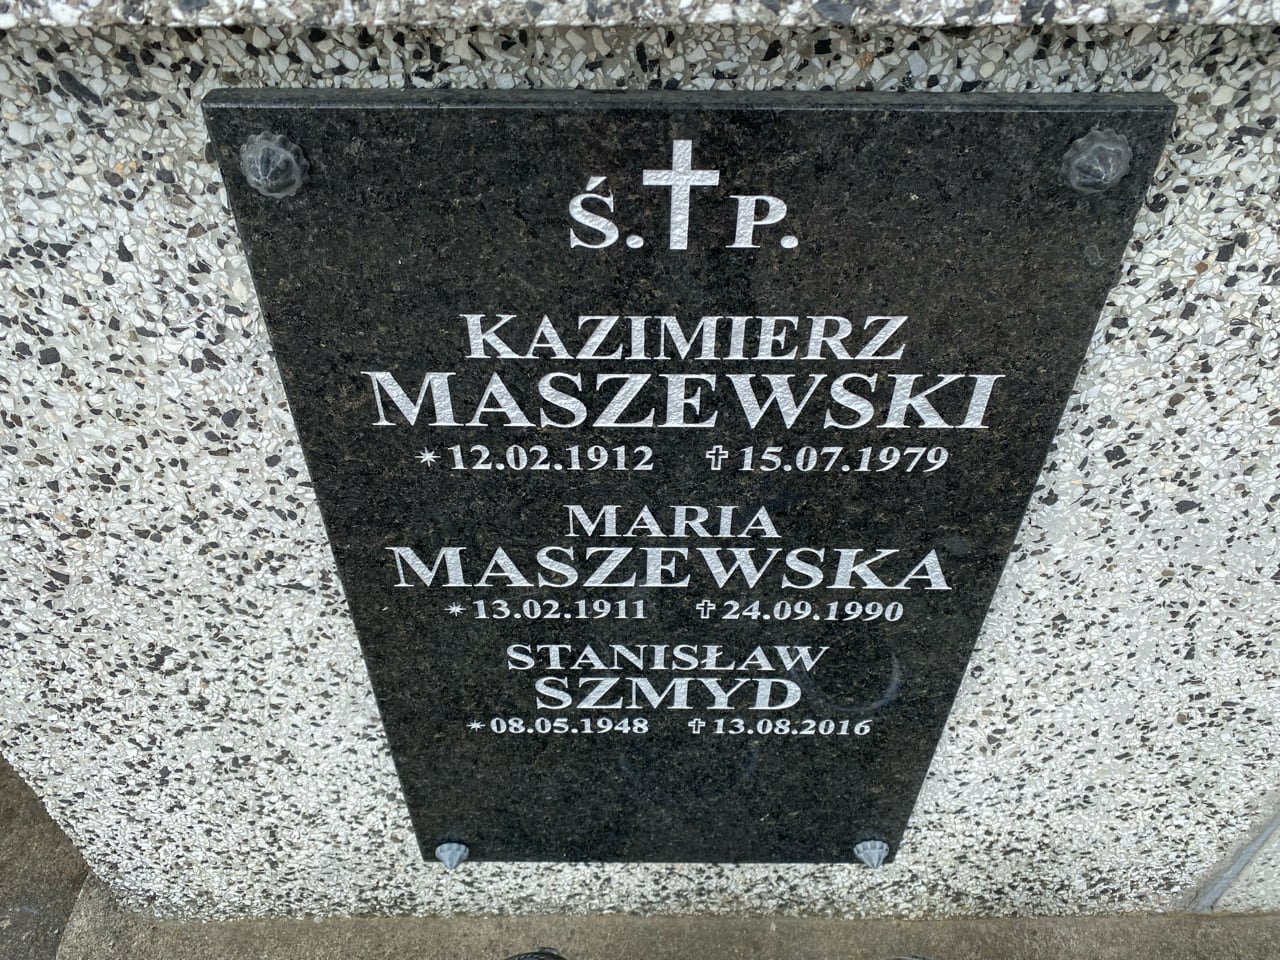 Ś. ✝ P.
KAZIMIERZ
MASZEWSKI
✴12.02.1912 ✞15.07.1979
MARIA
MASZEWSKA
✴13.02.1911 ✞24.09.1990
STANISŁAW
SZMYD
✴08.05.1948 ✞13.08.2016